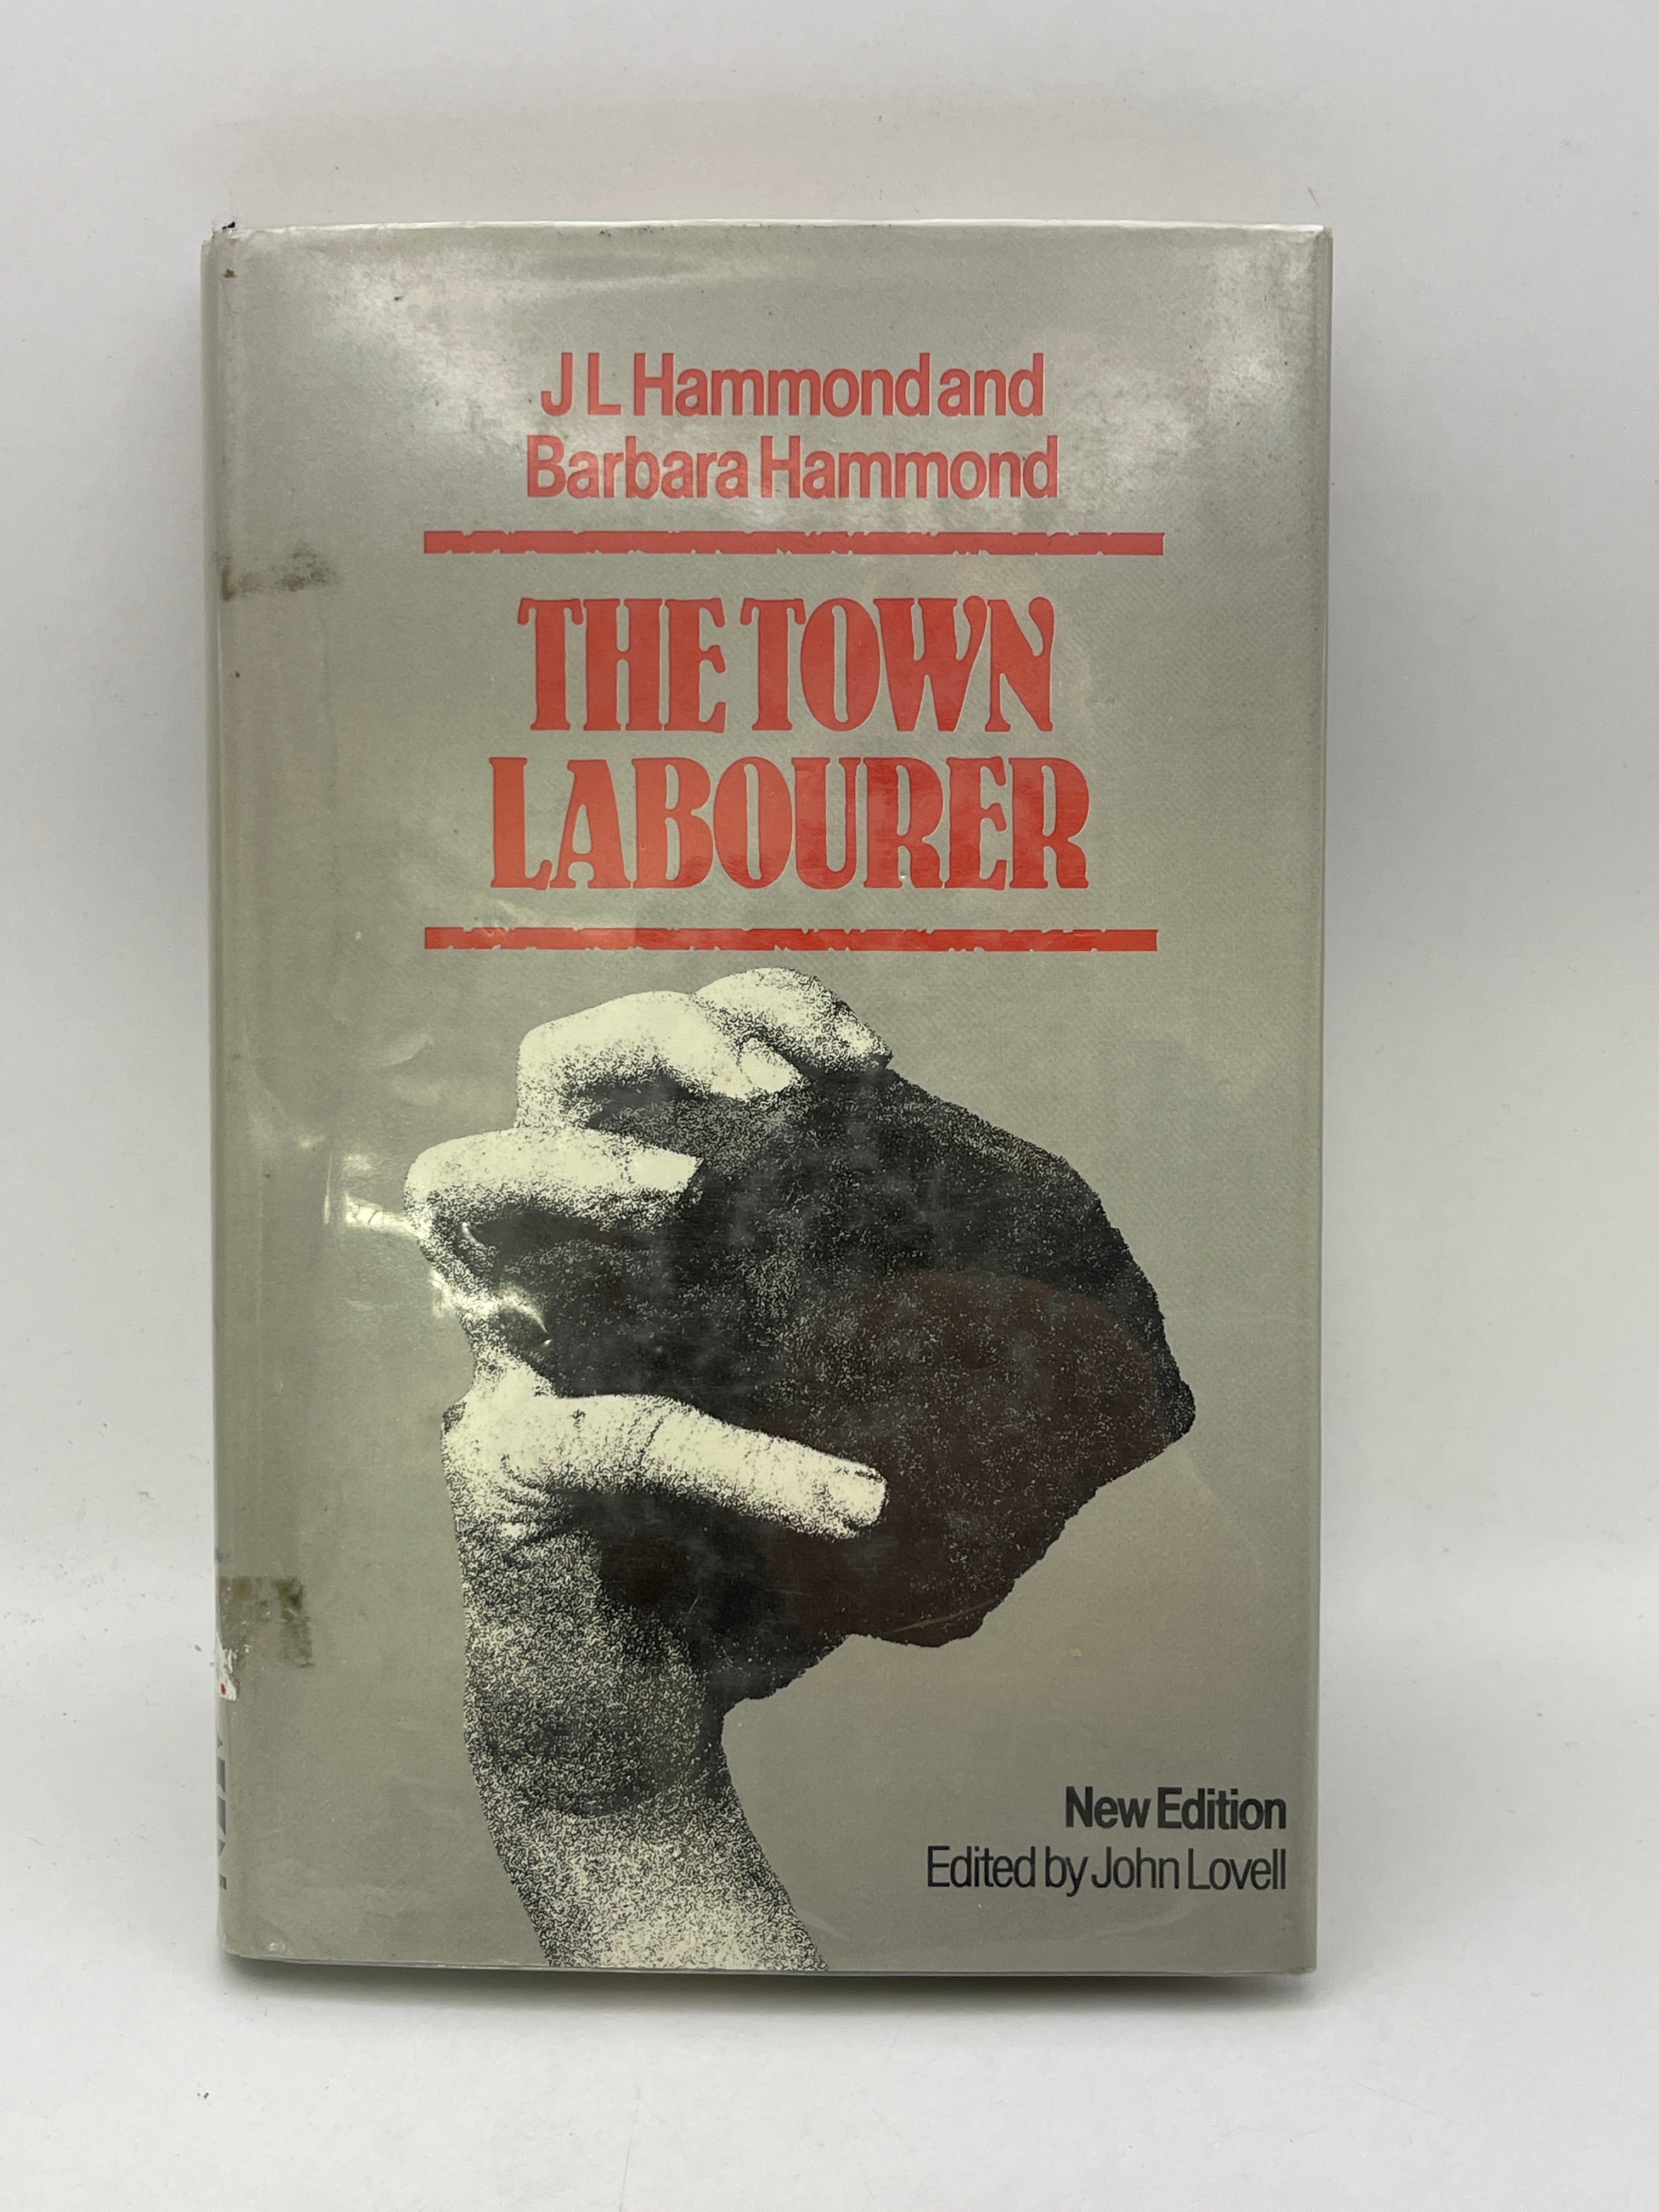 J L Hammond and
Barbara Hammond
THE TOWN
LABOURER
New Edition
Edited by John Lovell